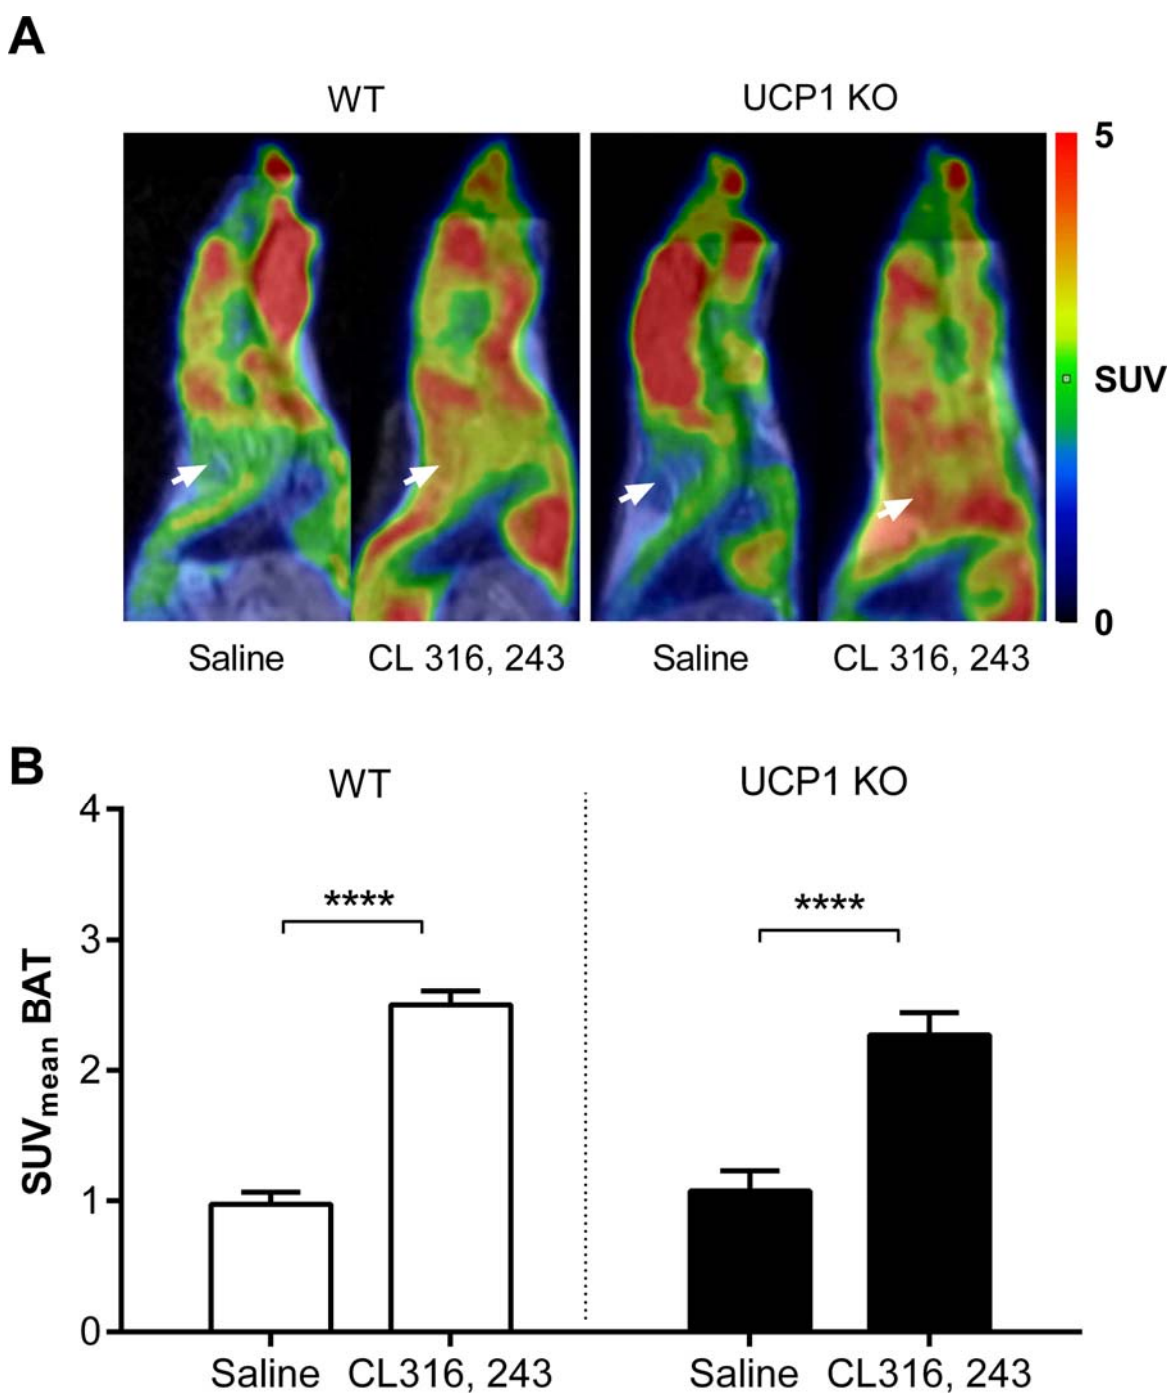 A
WT UCP1 KO
5
SUV
0
Saline CL 316, 243 Saline CL 316, 243
B
WT UCP1 KO
4
**** ****
3
2
1
0
SUVmean BAT
Saline CL316, 243 Saline CL316, 243